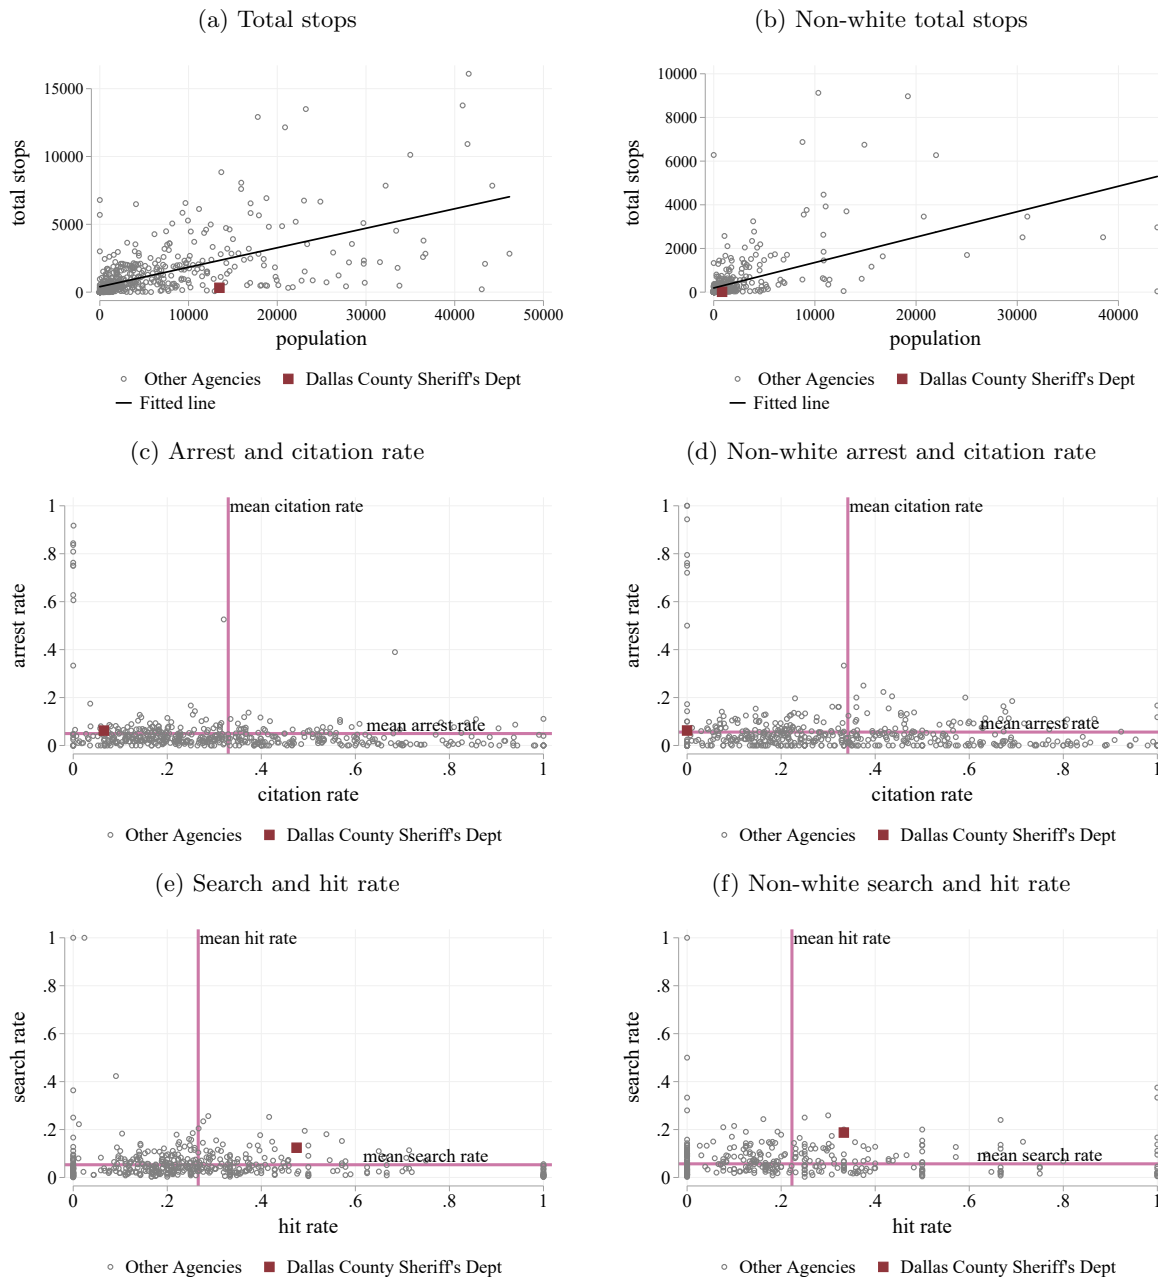 (a) Total stops
(b) Non-white total stops
total stops
15000
10000
5000
0
0 10000 20000 30000 40000 50000
population
Other Agencies Dallas County Sheriff's Dept
Fitted line
total stops
10000
8000
6000
4000
2000
0
0 10000 20000 30000 40000
population
Other Agencies Dallas County Sheriff's Dept
Fitted line
(c) Arrest and citation rate
(d) Non-white arrest and citation rate
arrest rate
1
.8
.6
.4
.2
0
mean citation rate
mean arrest rate
0 .2 .4 .6 .8 1
citation rate
Other Agencies Dallas County Sheriff's Dept
arrest rate
1
.8
.6
.4
.2
0
mean citation rate
mean arrest rate
0 .2 .4 .6 .8 1
citation rate
Other Agencies Dallas County Sheriff's Dept
(e) Search and hit rate
(f) Non-white search and hit rate
search rate
1
.8
.6
.4
.2
0
mean hit rate
mean search rate
0 .2 .4 .6 .8 1
hit rate
Other Agencies Dallas County Sheriff's Dept
search rate
1
.8
.6
.4
.2
0
mean hit rate
mean search rate
0 .2 .4 .6 .8 1
hit rate
Other Agencies Dallas County Sheriff's Dept